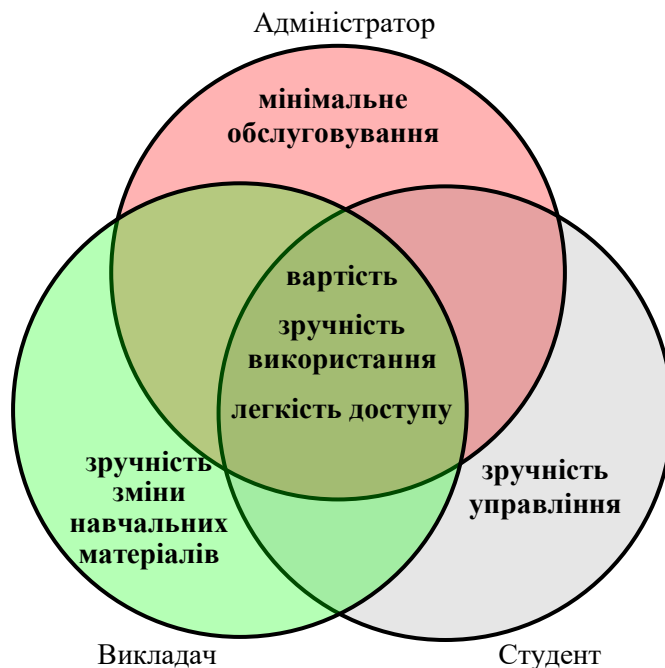 Адміністратор
мінімальне
обслуговування
вартість
зручність
використання
легкість доступу
зручність
зміни
навчальних
матеріалів
зручність
управління
Викладач
Студент